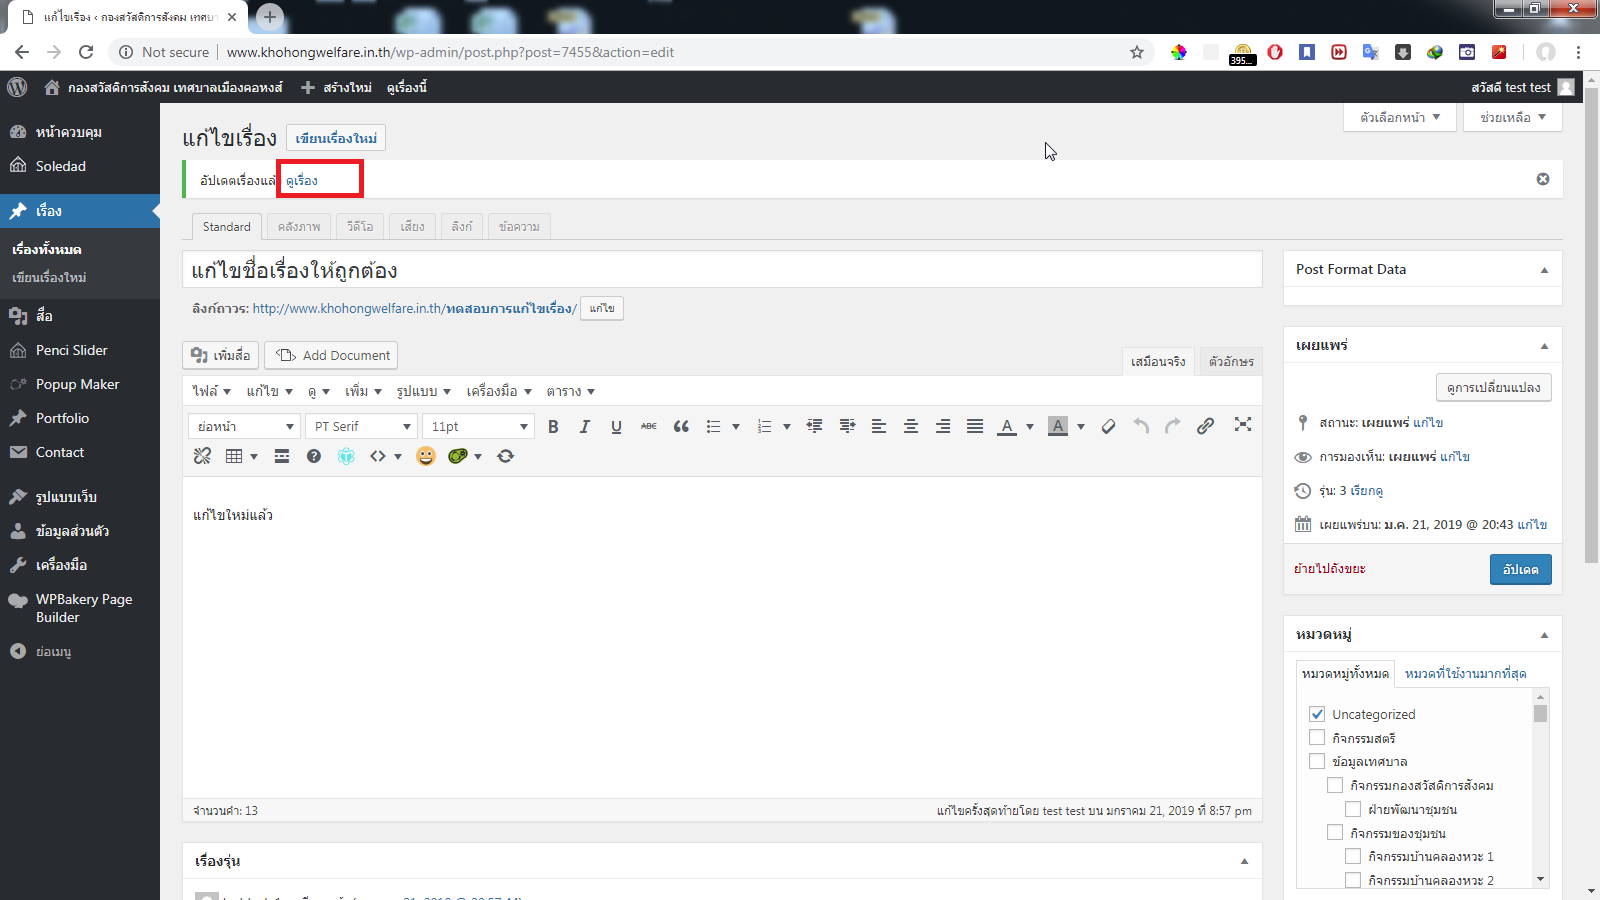 แก้ไขเรื่อง ‹ กองสวัสดิการสังคม เทศบา
Not secure | www.khohongwelfare.in.th/wp-admin/post.php?post=7455&action=edit
395...
กองสวัสดิการสังคม เทศบาลเมืองคอหงส์ สร้างใหม่ ดูเรื่องนี้ สวัสดี test test
หน้าควบคุม
Soledad
เรื่อง
เรื่องทั้งหมด
เขียนเรื่องใหม่
สื่อ
Penci Slider
Popup Maker
Portfolio
Contact
รูปแบบเว็บ
ข้อมูลส่วนตัว
เครื่องมือ
WPBakery Page
Builder
ย่อเมนู
ตัวเลือกหน้า ช่วยเหลือ
แก้ไขเรื่อง เขียนเรื่องใหม่
อัปเดตเรื่องแล้ว ดูเรื่อง
Standard คลังภาพ วีดีโอ เสียง ลิงก์ ข้อความ
แก้ไขชื่อเรื่องให้ถูกต้อง
ลิงก์ถาวร: http://www.khohongwelfare.in.th/ทดสอบการแก้ไขเรื่อง/ แก้ไข
เพิ่มสื่อ Add Document เสมือนจริง ตัวอักษร
ไฟล์ แก้ไข ดู เพิ่ม รูปแบบ เครื่องมือ ตาราง
ย่อหน้า PT Serif 11pt B I U ABC A A
แก้ไขใหม่แล้ว
จำนวนคำ: 13 แก้ไขครั้งสุดท้ายโดย test test บน มกราคม 21, 2019 ที่ 8:57 pm
เรื่องรุ่น
Post Format Data
เผยแพร่
ดูการเปลี่ยนแปลง
สถานะ: เผยแพร่ แก้ไข
การมองเห็น: เผยแพร่ แก้ไข
รุ่น: 3 เรียกดู
เผยแพร่บน: ม.ค. 21, 2019 @ 20:43 แก้ไข
ย้ายไปถังขยะ อัปเดต
หมวดหมู่
หมวดหมู่ทั้งหมด หมวดที่ใช้งานมากที่สุด
Uncategorized
กิจกรรมสตรี
ข้อมูลเทศบาล
กิจกรรมกองสวัสดิการสังคม
ฝ่ายพัฒนาชุมชน
กิจกรรมของชุมชน
กิจกรรมบ้านคลองหวะ 1
กิจกรรมบ้านคลองหวะ 2